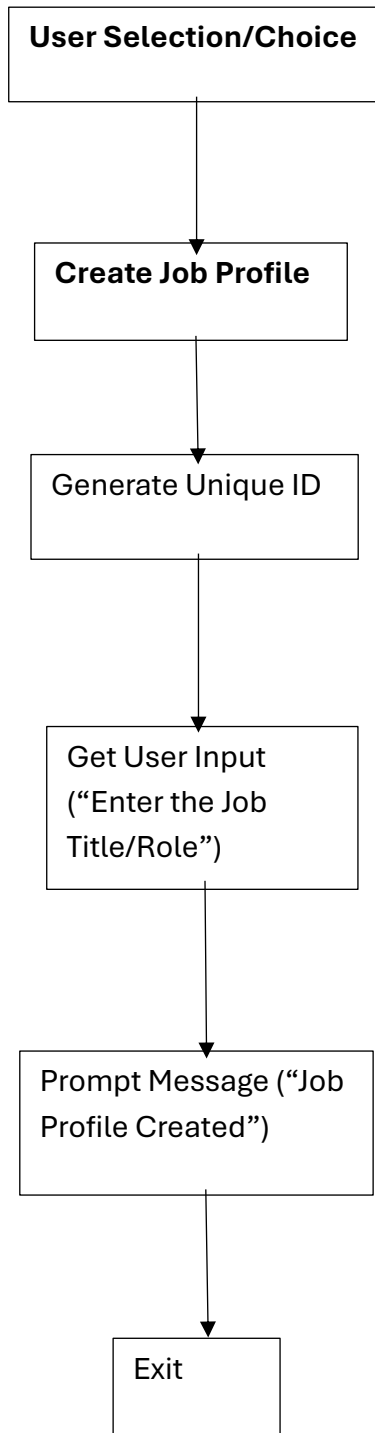 User Selection/Choice
Create Job Profile
Generate Unique ID
Get User Input
(“Enter the Job
Title/Role”)
Prompt Message (“Job
Profile Created”)
Exit